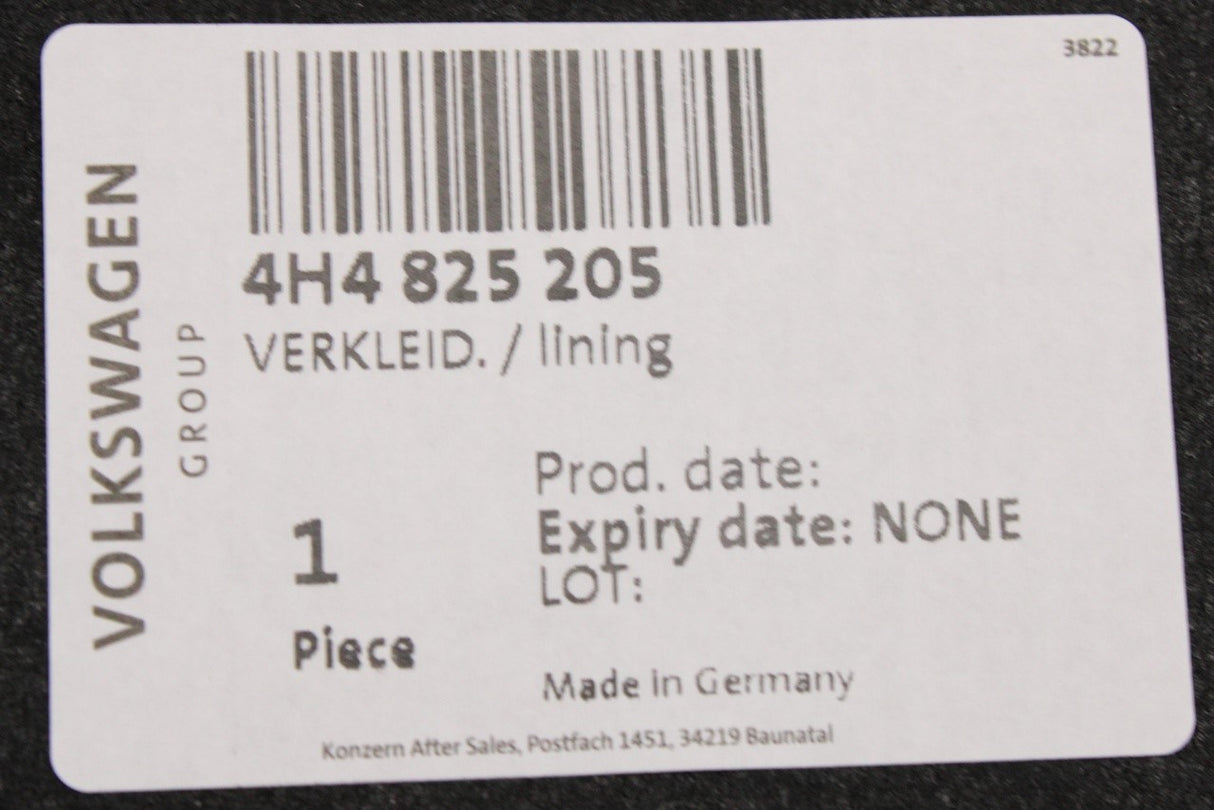 3822
VOLKSWAGEN
GROUP
4H4 825 205
VERKLEID. / lining
1
Piece
Prod. date:
Expiry date: NONE
LOT:
Made in Germany
Konzern After Sales, Postfach 1451, 34219 Baunatal